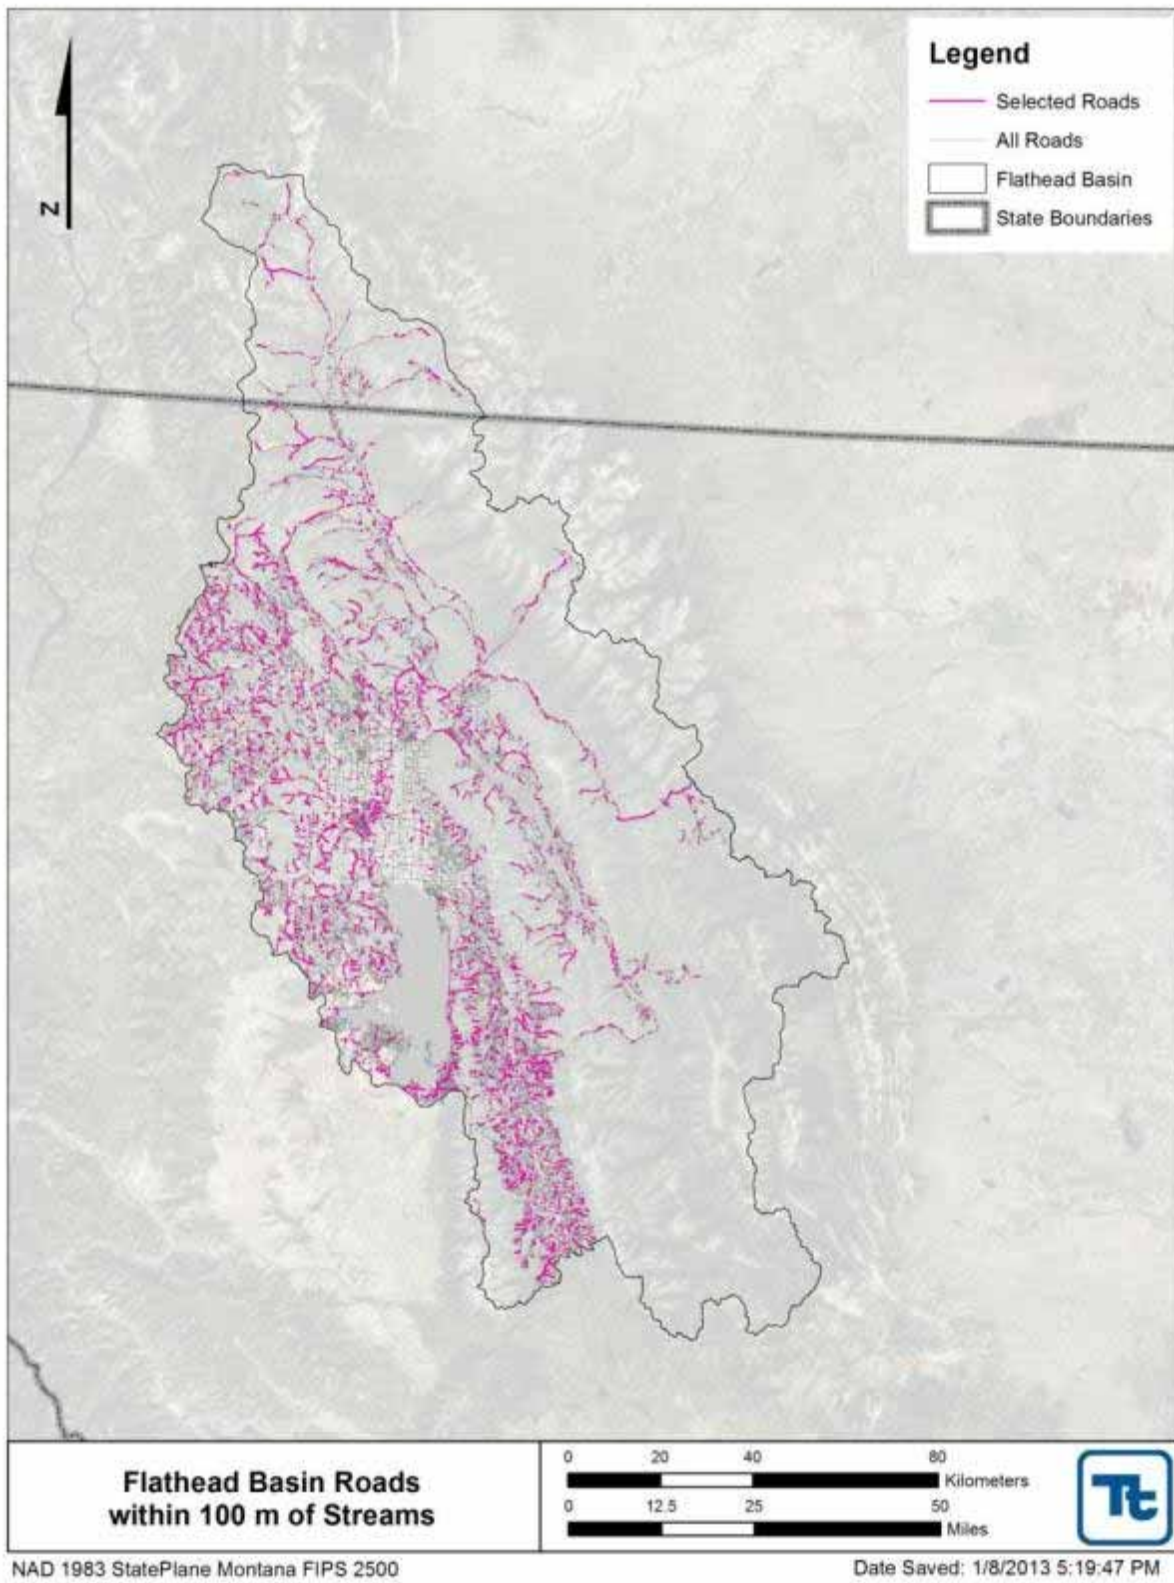 Legend
Selected Roads
All Roads
Flathead Basin
State Boundaries
N
Flathead Basin Roads
within 100 m of Streams
0 20 40 80
Kilometers
0 12.5 25 50
Miles
Tt
NAD 1983 StatePlane Montana FIPS 2500
Date Saved: 1/8/2013 5:19:47 PM